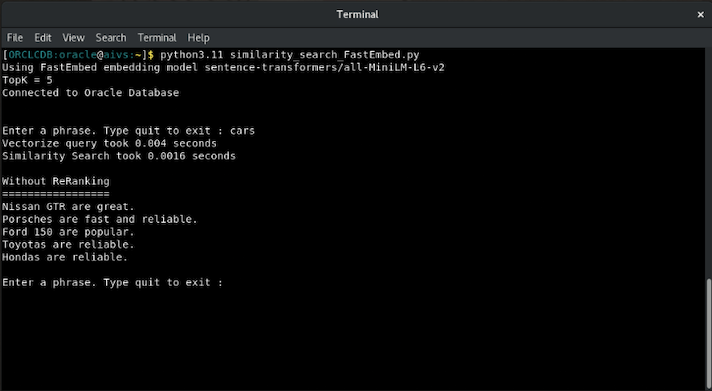 Terminal
×
File Edit View Search Terminal Help
[ORCLCDB:oracle@aivs:~]$ python3.11 similarity_search_FastEmbed.py
Using FastEmbed embedding model sentence-transformers/all-MiniLM-L6-v2
TopK = 5
Connected to Oracle Database
Enter a phrase. Type quit to exit : cars
Vectorize query took 0.004 seconds
Similarity Search took 0.0016 seconds
Without ReRanking
=================
Nissan GTR are great.
Porsches are fast and reliable.
Ford 150 are popular.
Toyotas are reliable.
Hondas are reliable.
Enter a phrase. Type quit to exit :